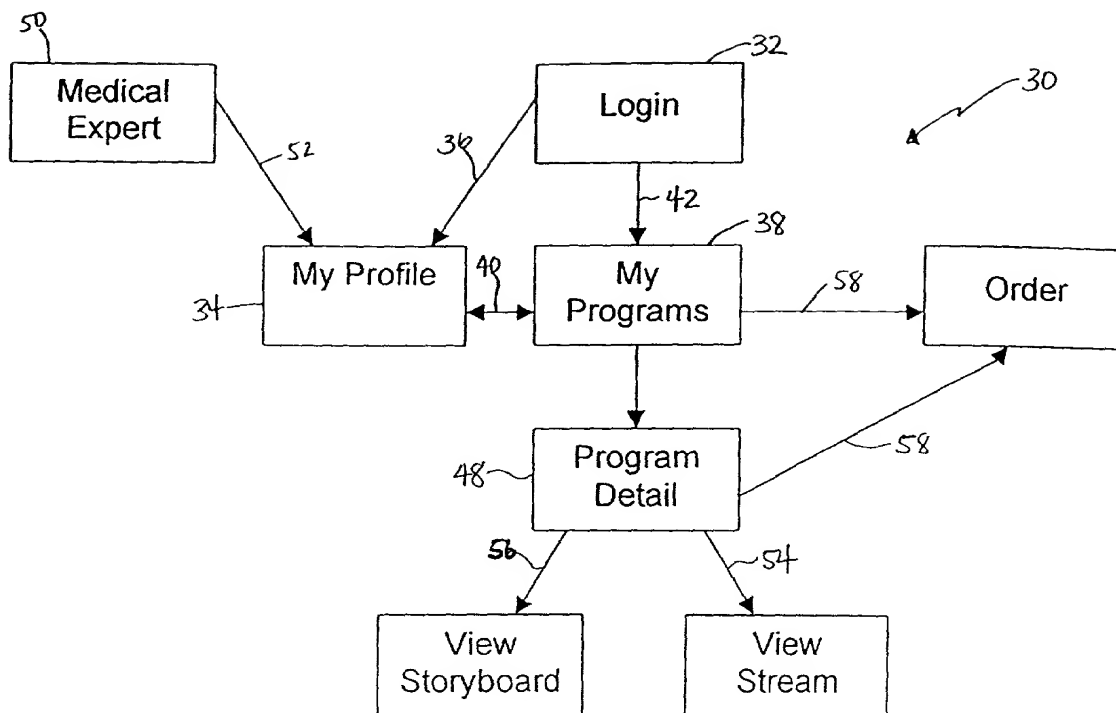 50
Medical
Expert
32
Login
30
52
36
42
38
My Profile
34
40
My
Programs
58
Order
48
Program
Detail
58
56
54
View
Storyboard
View
Stream